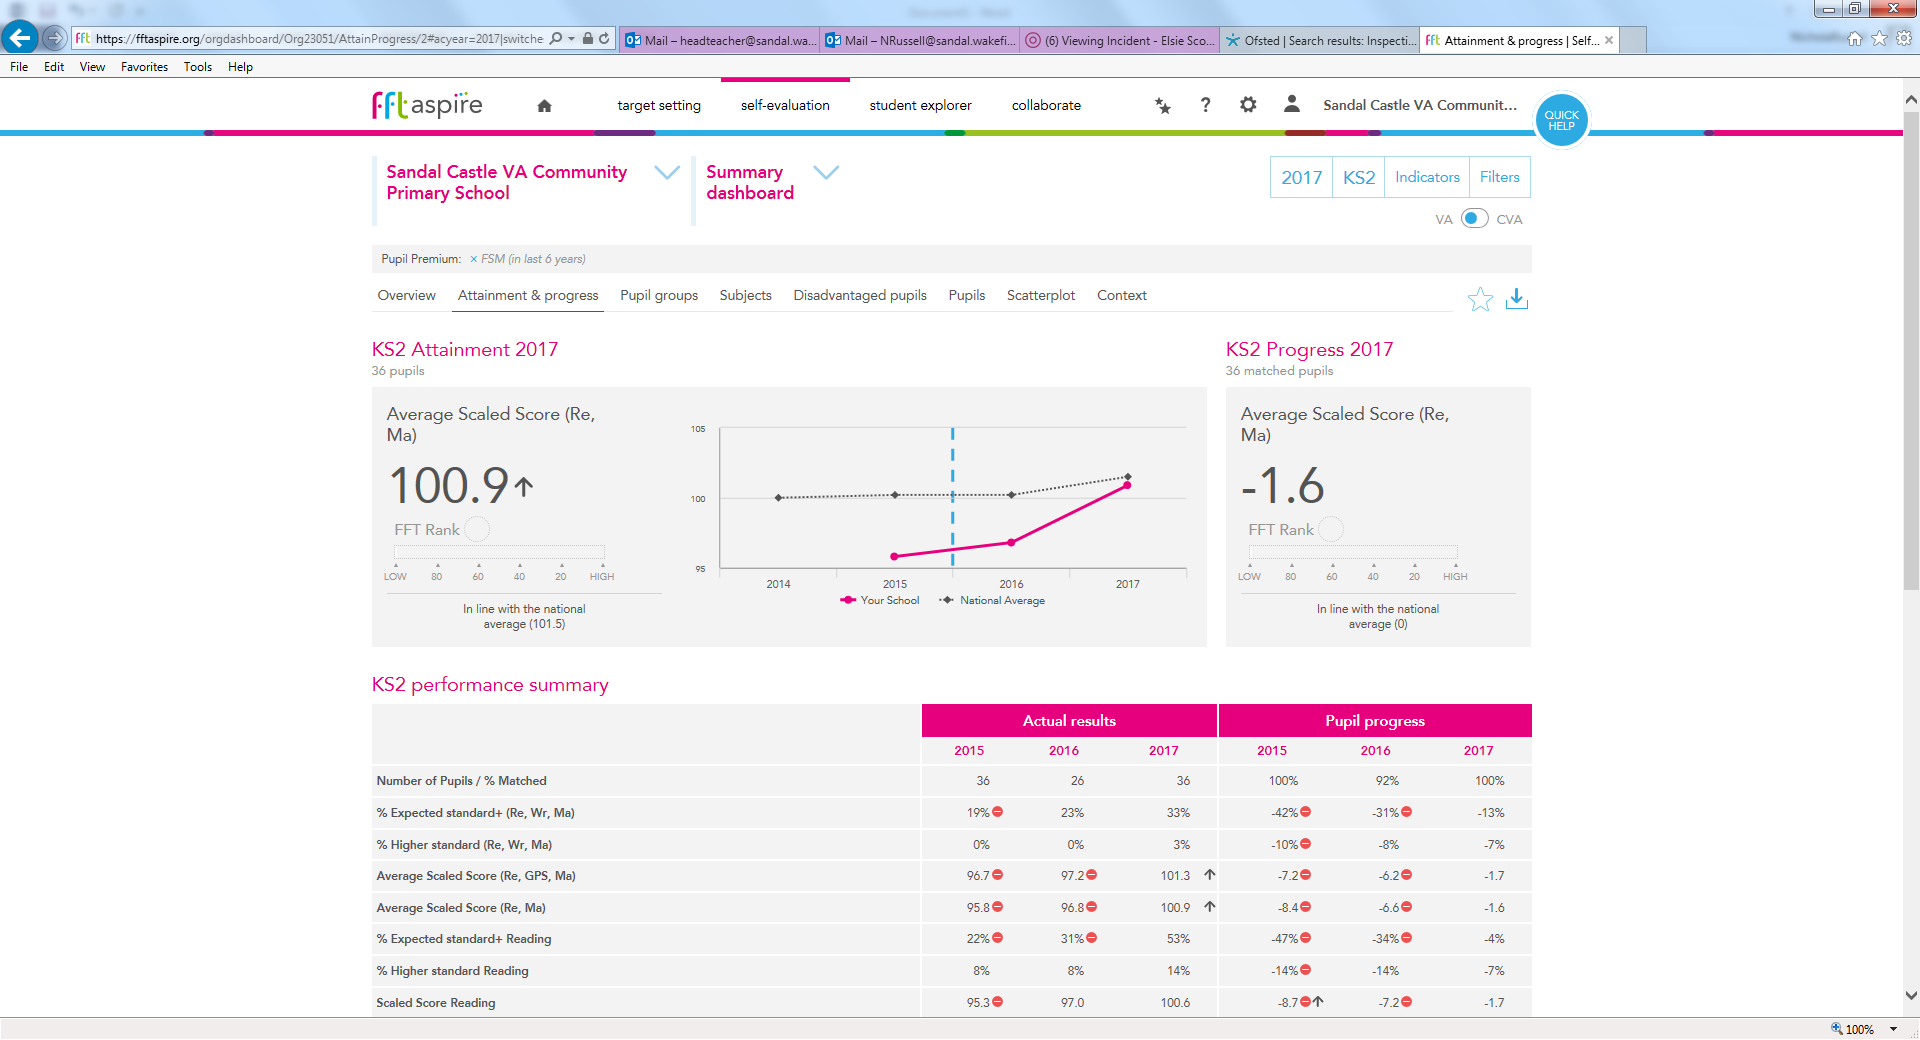 https://fftaspire.org/orgdashboard/Org23051/AttainProgress/2#acyear=2017|switche
Mail – headteacher@sandal.wa...
Mail – NRussell@sandal.wakefi...
(6) Viewing Incident - Elsie Sco...
Ofsted | Search results: Inspecti...
fft Attainment & progress | Self...
File Edit View Favorites Tools Help
fft aspire
target setting self-evaluation student explorer collaborate
? Sandal Castle VA Communit...
QUICK
HELP
Sandal Castle VA Community
Primary School
Summary
dashboard
2017 KS2 Indicators Filters
VA CVA
Pupil Premium: × FSM (in last 6 years)
Overview Attainment & progress Pupil groups Subjects Disadvantaged pupils Pupils Scatterplot Context
KS2 Attainment 2017
36 pupils
Average Scaled Score (Re,
Ma)
100.9
FFT Rank
LOW 80 60 40 20 HIGH
In line with the national
average (101.5)
105
100
95
2014 2015 2016 2017
Your School National Average
KS2 Progress 2017
36 matched pupils
Average Scaled Score (Re,
Ma)
-1.6
FFT Rank
LOW 80 60 40 20 HIGH
In line with the national
average (0)
KS2 performance summary
Actual results Pupil progress
2015 2016 2017 2015 2016 2017
Number of Pupils / % Matched 36 26 36 100% 92% 100%
% Expected standard+ (Re, Wr, Ma) 19% 23% 33% -42% -31% -13%
% Higher standard (Re, Wr, Ma) 0% 0% 3% -10% -8% -7%
Average Scaled Score (Re, GPS, Ma) 96.7 97.2 101.3 -7.2 -6.2 -1.7
Average Scaled Score (Re, Ma) 95.8 96.8 100.9 -8.4 -6.6 -1.6
% Expected standard+ Reading 22% 31% 53% -47% -34% -4%
% Higher standard Reading 8% 8% 14% -14% -14% -7%
Scaled Score Reading 95.3 97.0 100.6 -8.7 -7.2 -1.7
100%